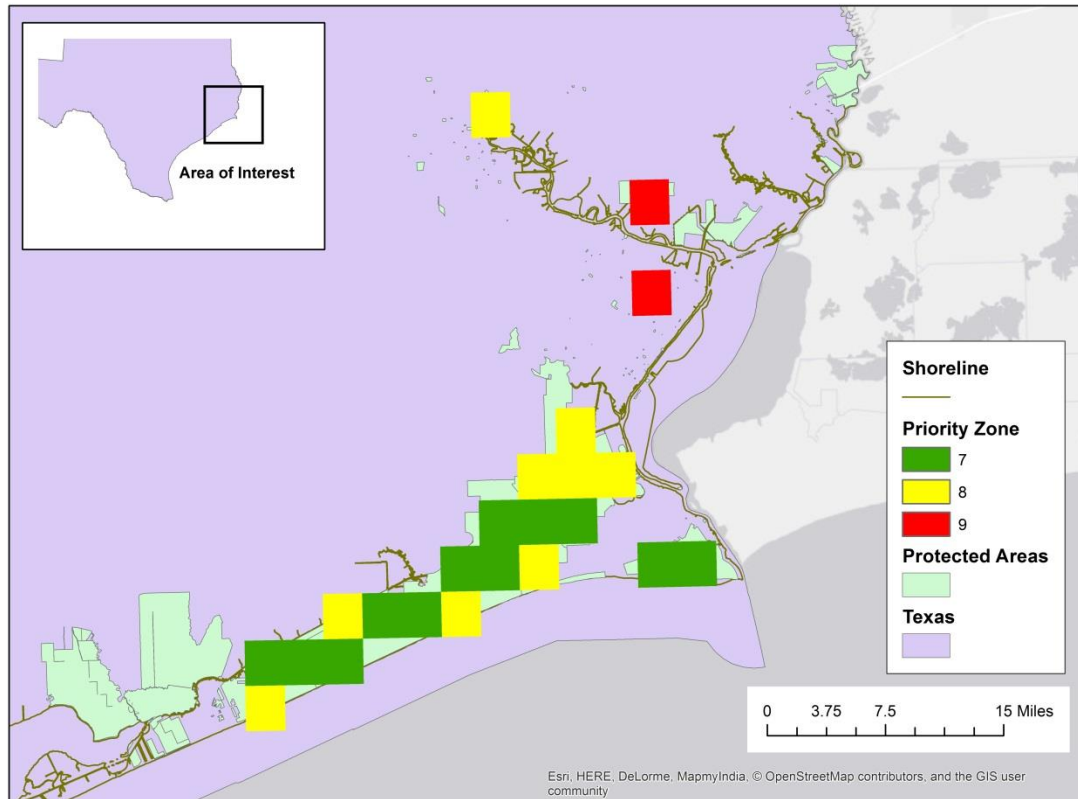 Area of Interest
UISIANA
Shoreline
Priority Zone
7
8
9
Protected Areas
Texas
0 3.75 7.5 15 Miles
Esri, HERE, DeLorme, MapmyIndia, © OpenStreetMap contributors, and the GIS user
community